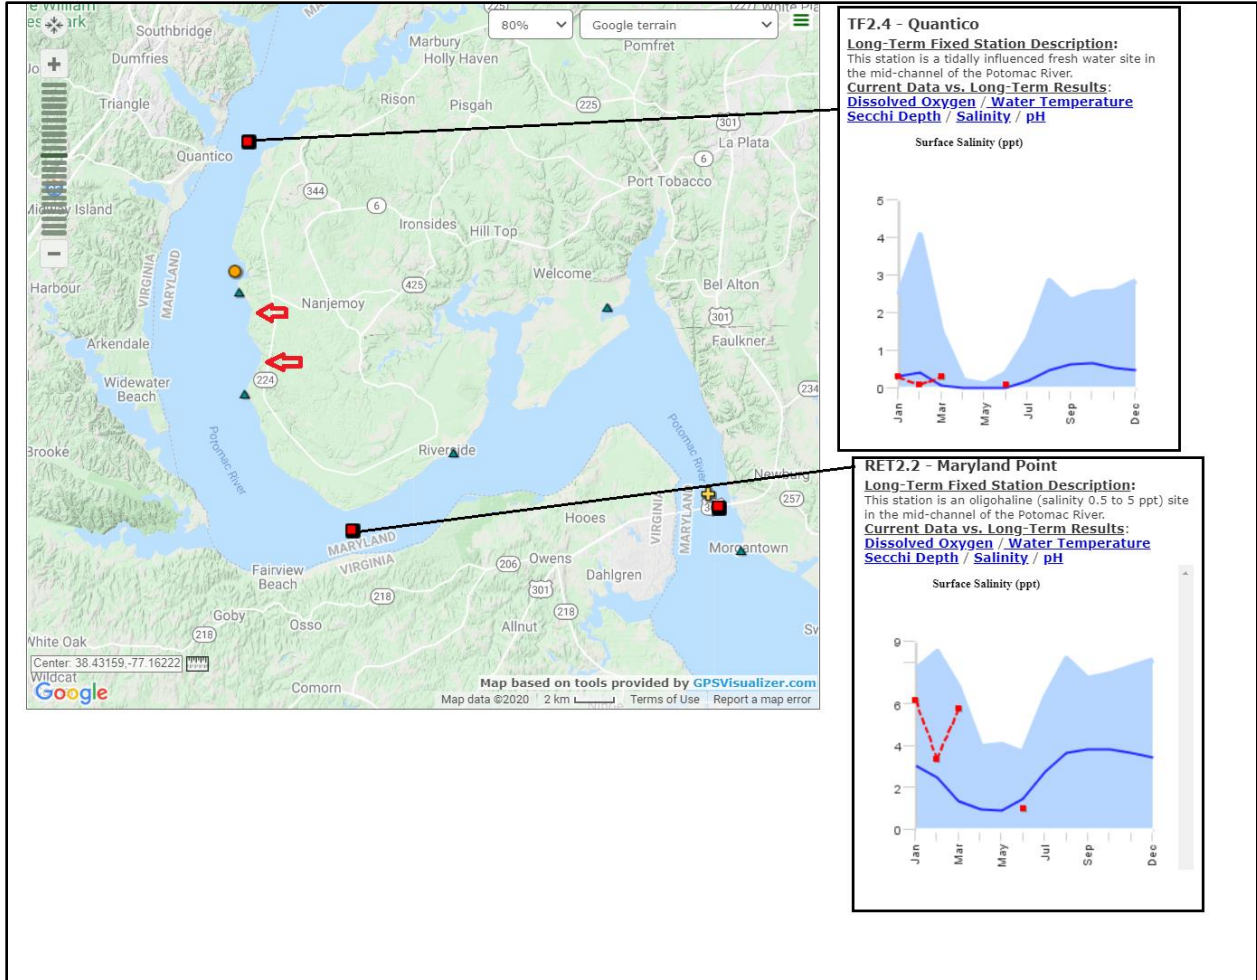 80%
Google terrain
Southbridge
Dumfries
Marbury
Holly Haven
Pomfret
Triangle
Rison
Pisgah
225
301
La Plata
Quantico
6
344
Port Tobacco
6
Ironsides
Hill Top
Harbour
VIRGINIA
MARYLAND
425
Welcome
Nanjemoy
Bel Alton
301
Faulkner
Arkendale
Widewater
Beach
224
234
Brooke
Potomac River
Riverside
Potomac River
Newburg
257
Hooes
VIRGINIA
MARYLAND
Morgantown
MARYLAND
VIRGINIA
Fairview
Beach
206
Owens
Dahlgren
301
218
218
Goby
Osso
218
Allnut
White Oak
Center: 38.43159,-77.16222
Wildcat
Comorn
Google
Map based on tools provided by GPSVisualizer.com
Map data ©2020
2 km
Terms of Use
Report a map error
TF2.4 - Quantico
Long-Term Fixed Station Description:
This station is a tidally influenced fresh water site in
the mid-channel of the Potomac River.
Current Data vs. Long-Term Results:
Dissolved Oxygen / Water Temperature
Secchi Depth / Salinity / pH
Surface Salinity (ppt)
5
4
3
2
1
0
Jan
Mar
May
Jul
Sep
Dec
RET2.2 - Maryland Point
Long-Term Fixed Station Description:
This station is an oligohaline (salinity 0.5 to 5 ppt) site
in the mid-channel of the Potomac River.
Current Data vs. Long-Term Results:
Dissolved Oxygen / Water Temperature
Secchi Depth / Salinity / pH
Surface Salinity (ppt)
9
6
4
2
0
Jan
Mar
May
Jul
Sep
Dec